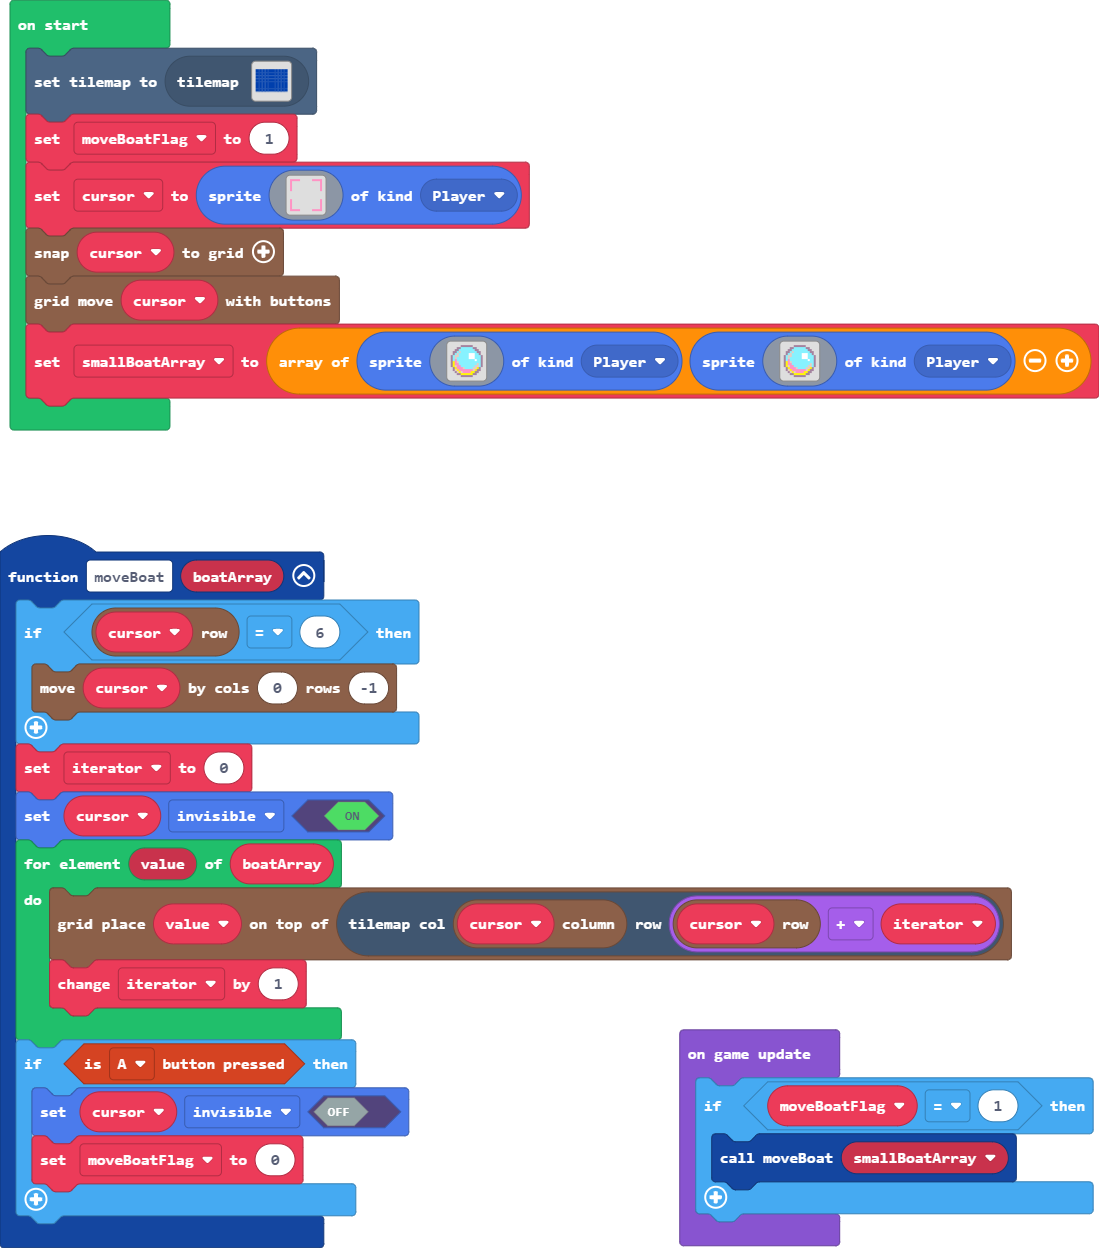 on start
set tilemap to tilemap
set moveBoatFlag to 1
set cursor to sprite of kind Player
snap cursor to grid
grid move cursor with buttons
set smallBoatArray to array of sprite of kind Player sprite of kind Player
function moveBoat boatArray
if cursor row = 6 then
move cursor by cols 0 rows -1
set iterator to 0
set cursor invisible ON
for element value of boatArray
do
grid place value on top of tilemap col cursor column row cursor row + iterator
change iterator by 1
if is A button pressed then
set cursor invisible OFF
set moveBoatFlag to 0
on game update
if moveBoatFlag = 1 then
call moveBoat smallBoatArray